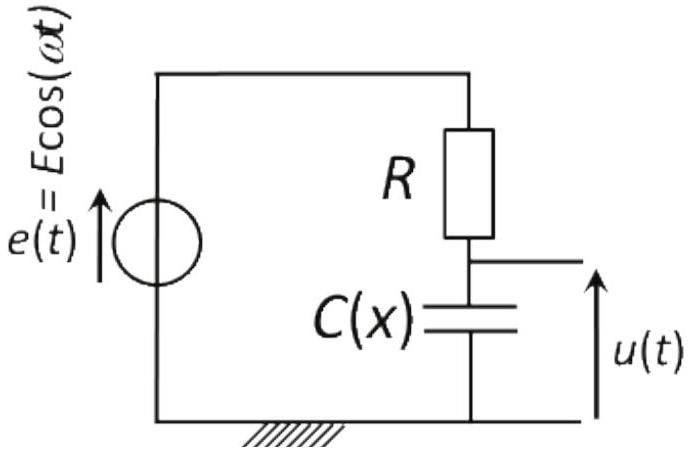 e(t) = Ecos(ωt)
R
C(x)
u(t)